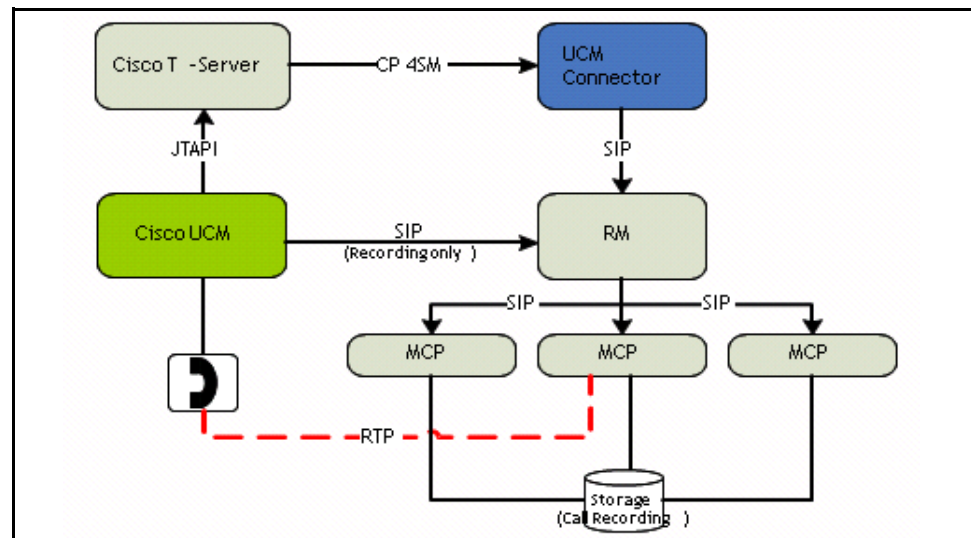 Cisco T -Server
CP 4SM
UCM
Connector
JTAPI
SIP
Cisco UCM
SIP
(Recordingonly )
RM
SIP
SIP
MCP
MCP
MCP
RTP
Storage
(Call Recording )